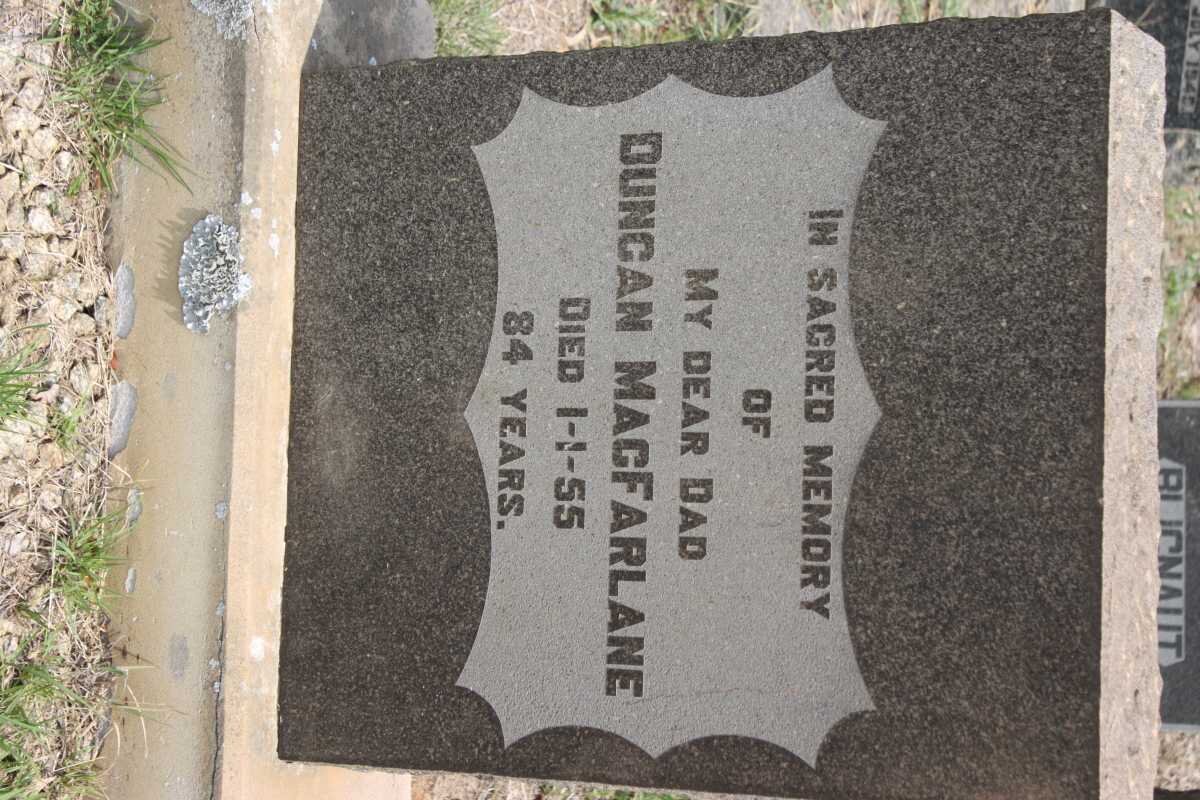 IN SACRED MEMORY
OF
MY DEAR DAD
DUNCAN MACFARLANE
DIED 1-1-55
84 YEARS.